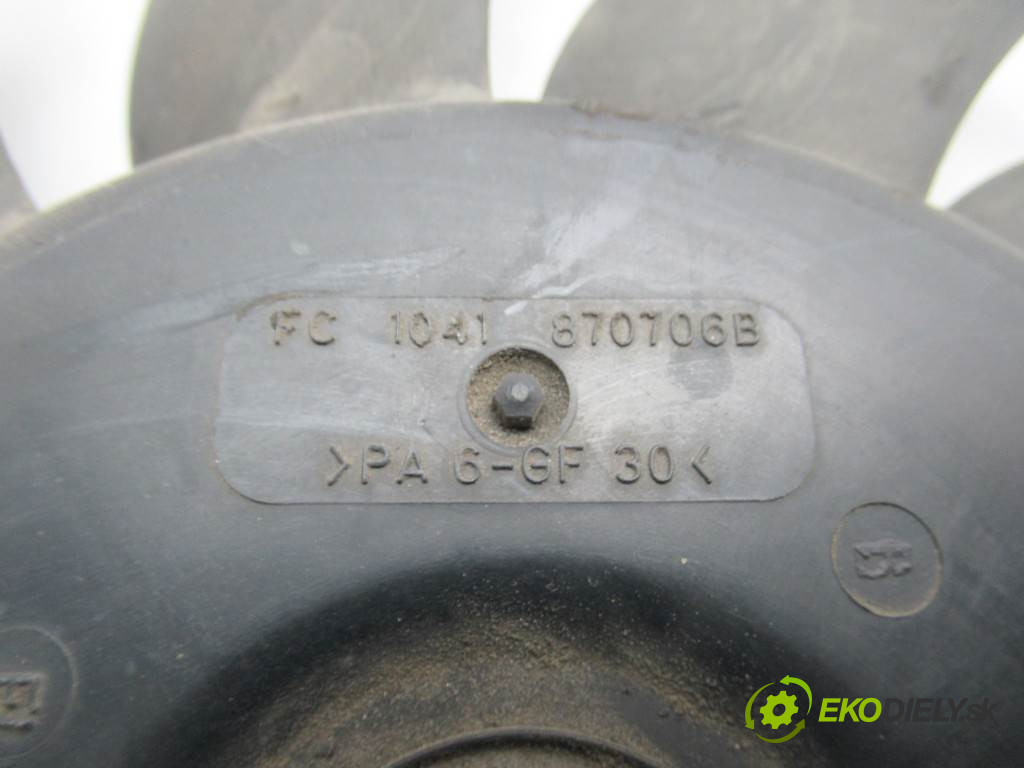 FC 1041 870706B
>PA 6-GF 30<
EKODIELY.sk